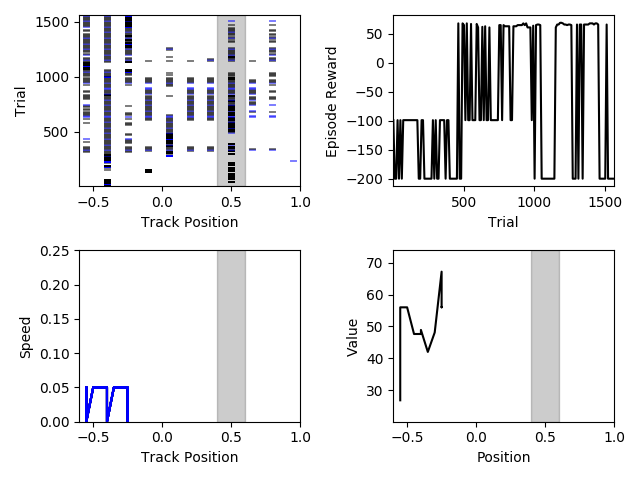 1500
1000
500
Trial
−0.5 0.0 0.5 1.0
Track Position
50
0
−50
−100
−150
−200
Episode Reward
500 1000 1500
Trial
0.25
0.20
0.15
0.10
0.05
0.00
Speed
−0.5 0.0 0.5 1.0
Track Position
70
60
50
40
30
Value
−0.5 0.0 0.5 1.0
Position